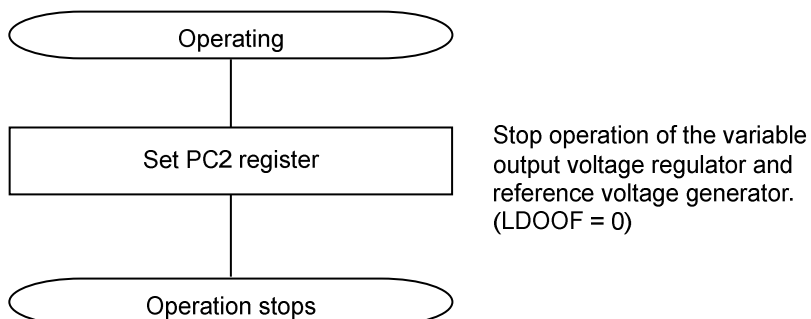 Operating
Set PC2 register
Stop operation of the variable
output voltage regulator and
reference voltage generator.
(LDOOF = 0)
Operation stops